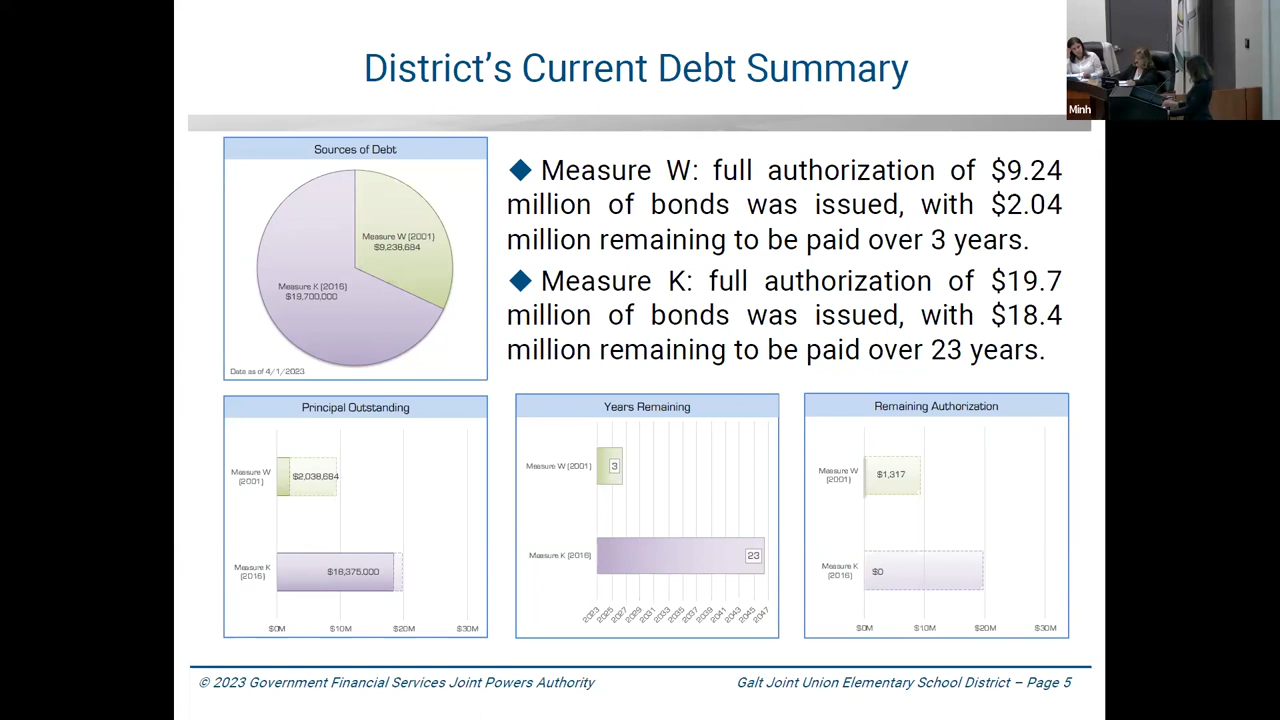 District's Current Debt Summary
Minh
Sources of Debt
Measure W (2001)
$9,238,684
Measure K (2016)
$19,700,000
Data as of 4/1/2023
◆ Measure W: full authorization of $9.24
million of bonds was issued, with $2.04
million remaining to be paid over 3 years.
◆ Measure K: full authorization of $19.7
million of bonds was issued, with $18.4
million remaining to be paid over 23 years.
Principal Outstanding
Measure W
(2001)
$2,038,684
Measure K
(2016)
$18,375,000
$0M $10M $20M $30M
Years Remaining
Measure W (2001)
3
Measure K (2016)
23
2023 2025 2027 2029 2031 2033 2035 2037 2039 2041 2043 2045 2047
Remaining Authorization
Measure W
(2001)
$1,317
Measure K
(2016)
$0
$0M $10M $20M $30M
© 2023 Government Financial Services Joint Powers Authority
Galt Joint Union Elementary School District – Page 5